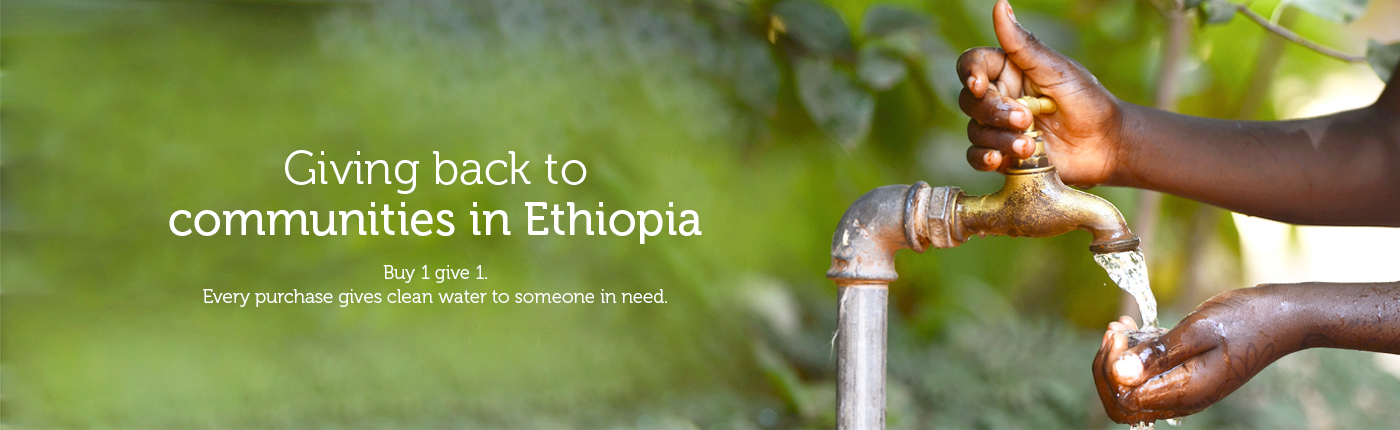 Giving back to
communities in Ethiopia
Buy 1 give 1.
Every purchase gives clean water to someone in need.